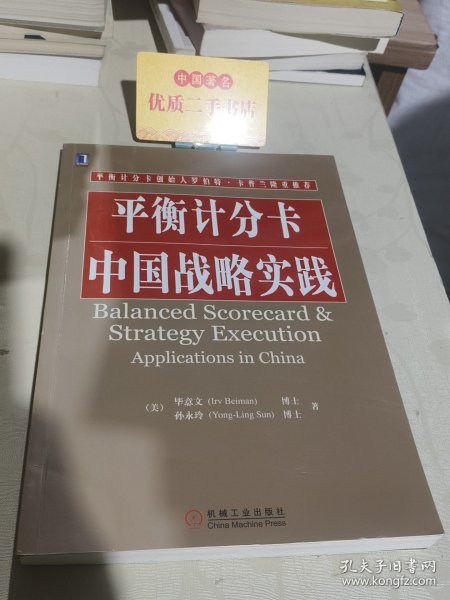 中国著名
优质二手书店
平衡计分卡创始人罗伯特·卡普兰隆重推荐
平衡计分卡
中国战略实践
Balanced Scorecard &
Strategy Execution
Applications in China
（美） 毕意文（Irv Beiman） 博士
孙永玲（Yong-Ling Sun）博士 著
机械工业出版社
China Machine Press
孔夫子旧书网
www.kongfz.com